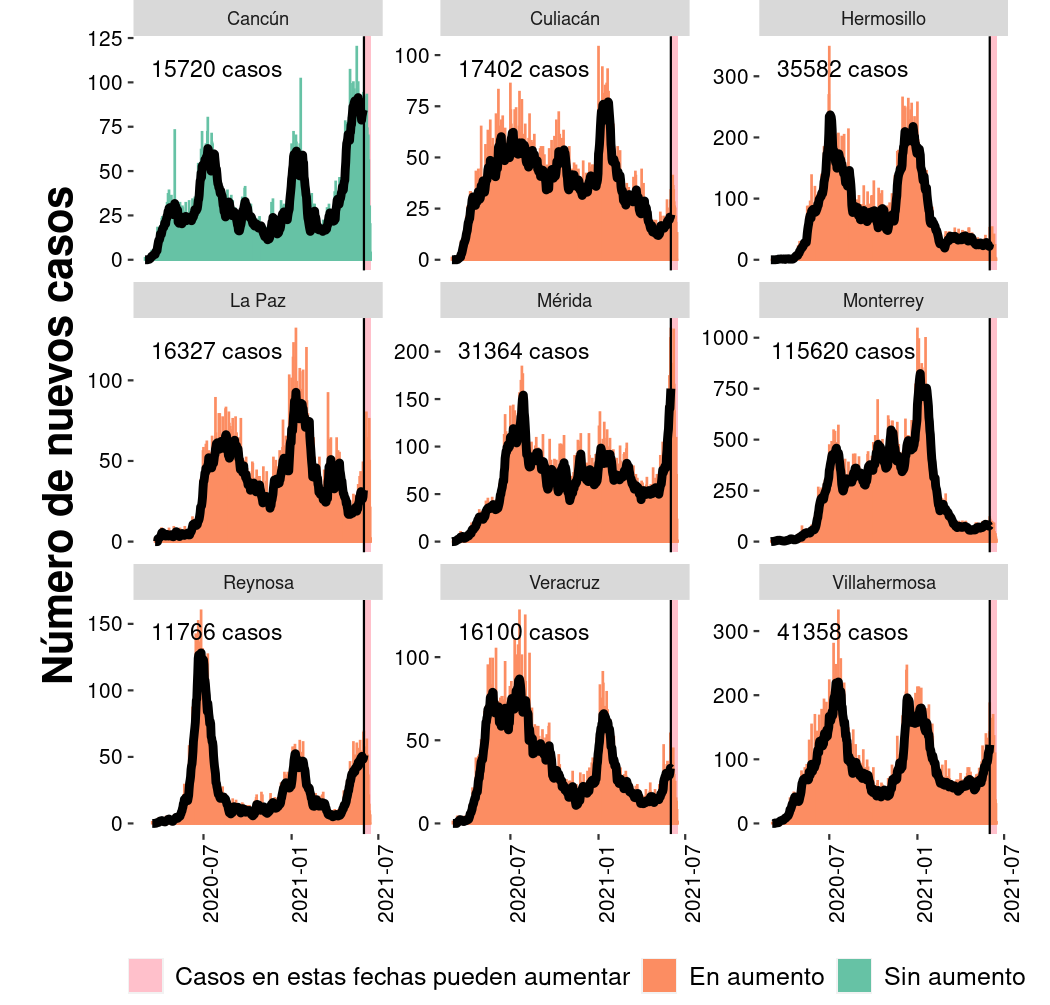 Número de nuevos casos
Cancún
125
100
75
50
25
0
15720 casos
Culiacán
100
75
50
25
0
17402 casos
Hermosillo
300
200
100
0
35582 casos
La Paz
100
50
0
16327 casos
Mérida
200
150
100
50
0
31364 casos
Monterrey
1000
750
500
250
0
115620 casos
Reynosa
150
100
50
0
11766 casos
2020-07
2021-01
2021-07
Veracruz
100
50
0
16100 casos
2020-07
2021-01
2021-07
Villahermosa
300
200
100
0
41358 casos
2020-07
2021-01
2021-07
Casos en estas fechas pueden aumentar
En aumento
Sin aumento